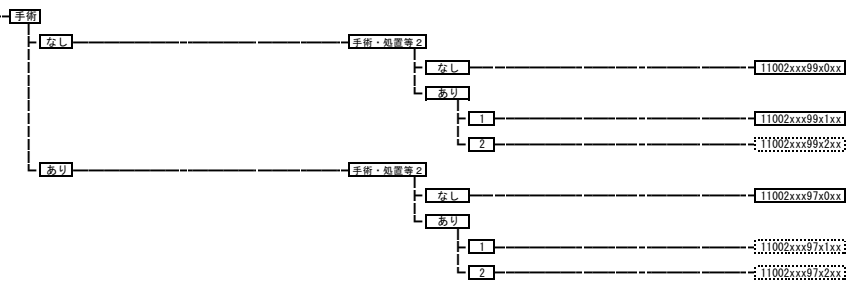 手術
なし
手術・処置等2
なし
11002xxx99x0xx
あり
1
11002xxx99x1xx
2
11002xxx99x2xx
あり
手術・処置等2
なし
11002xxx97x0xx
あり
1
11002xxx97x1xx
2
11002xxx97x2xx